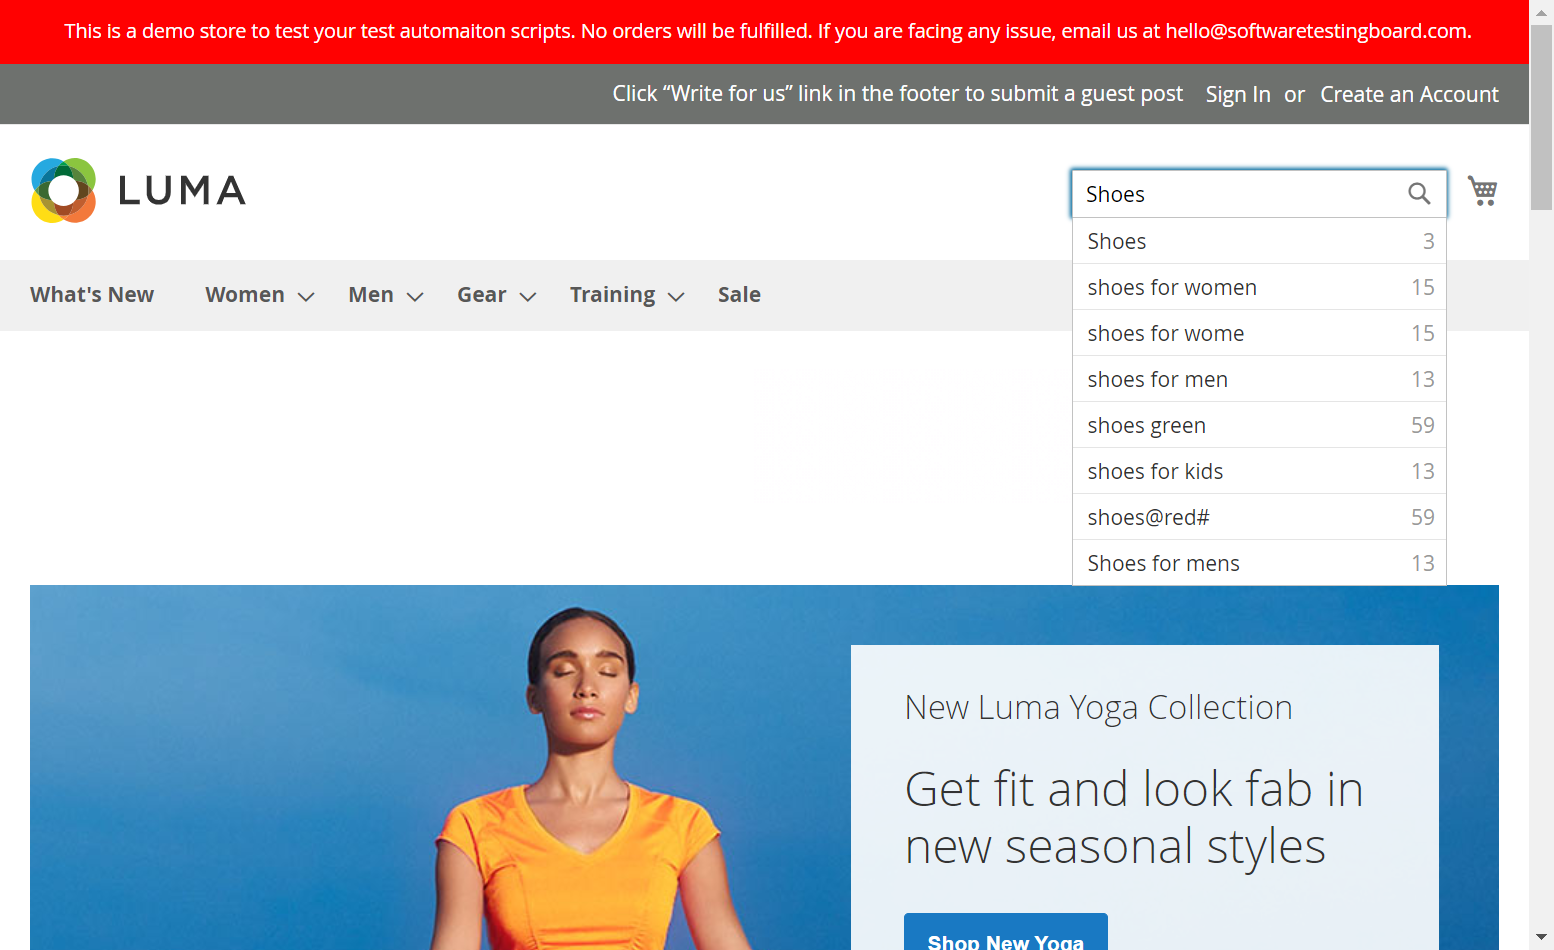 This is a demo store to test your test automaiton scripts. No orders will be fulfilled. If you are facing any issue, email us at hello@softwaretestingboard.com.
Click “Write for us” link in the footer to submit a guest post Sign In or Create an Account
LUMA
Shoes
What's New Women Men Gear Training Sale
Shoes 3
shoes for women 15
shoes for wome 15
shoes for men 13
shoes green 59
shoes for kids 13
shoes@red# 59
Shoes for mens 13
New Luma Yoga Collection
Get fit and look fab in
new seasonal styles
Shop New Yoga